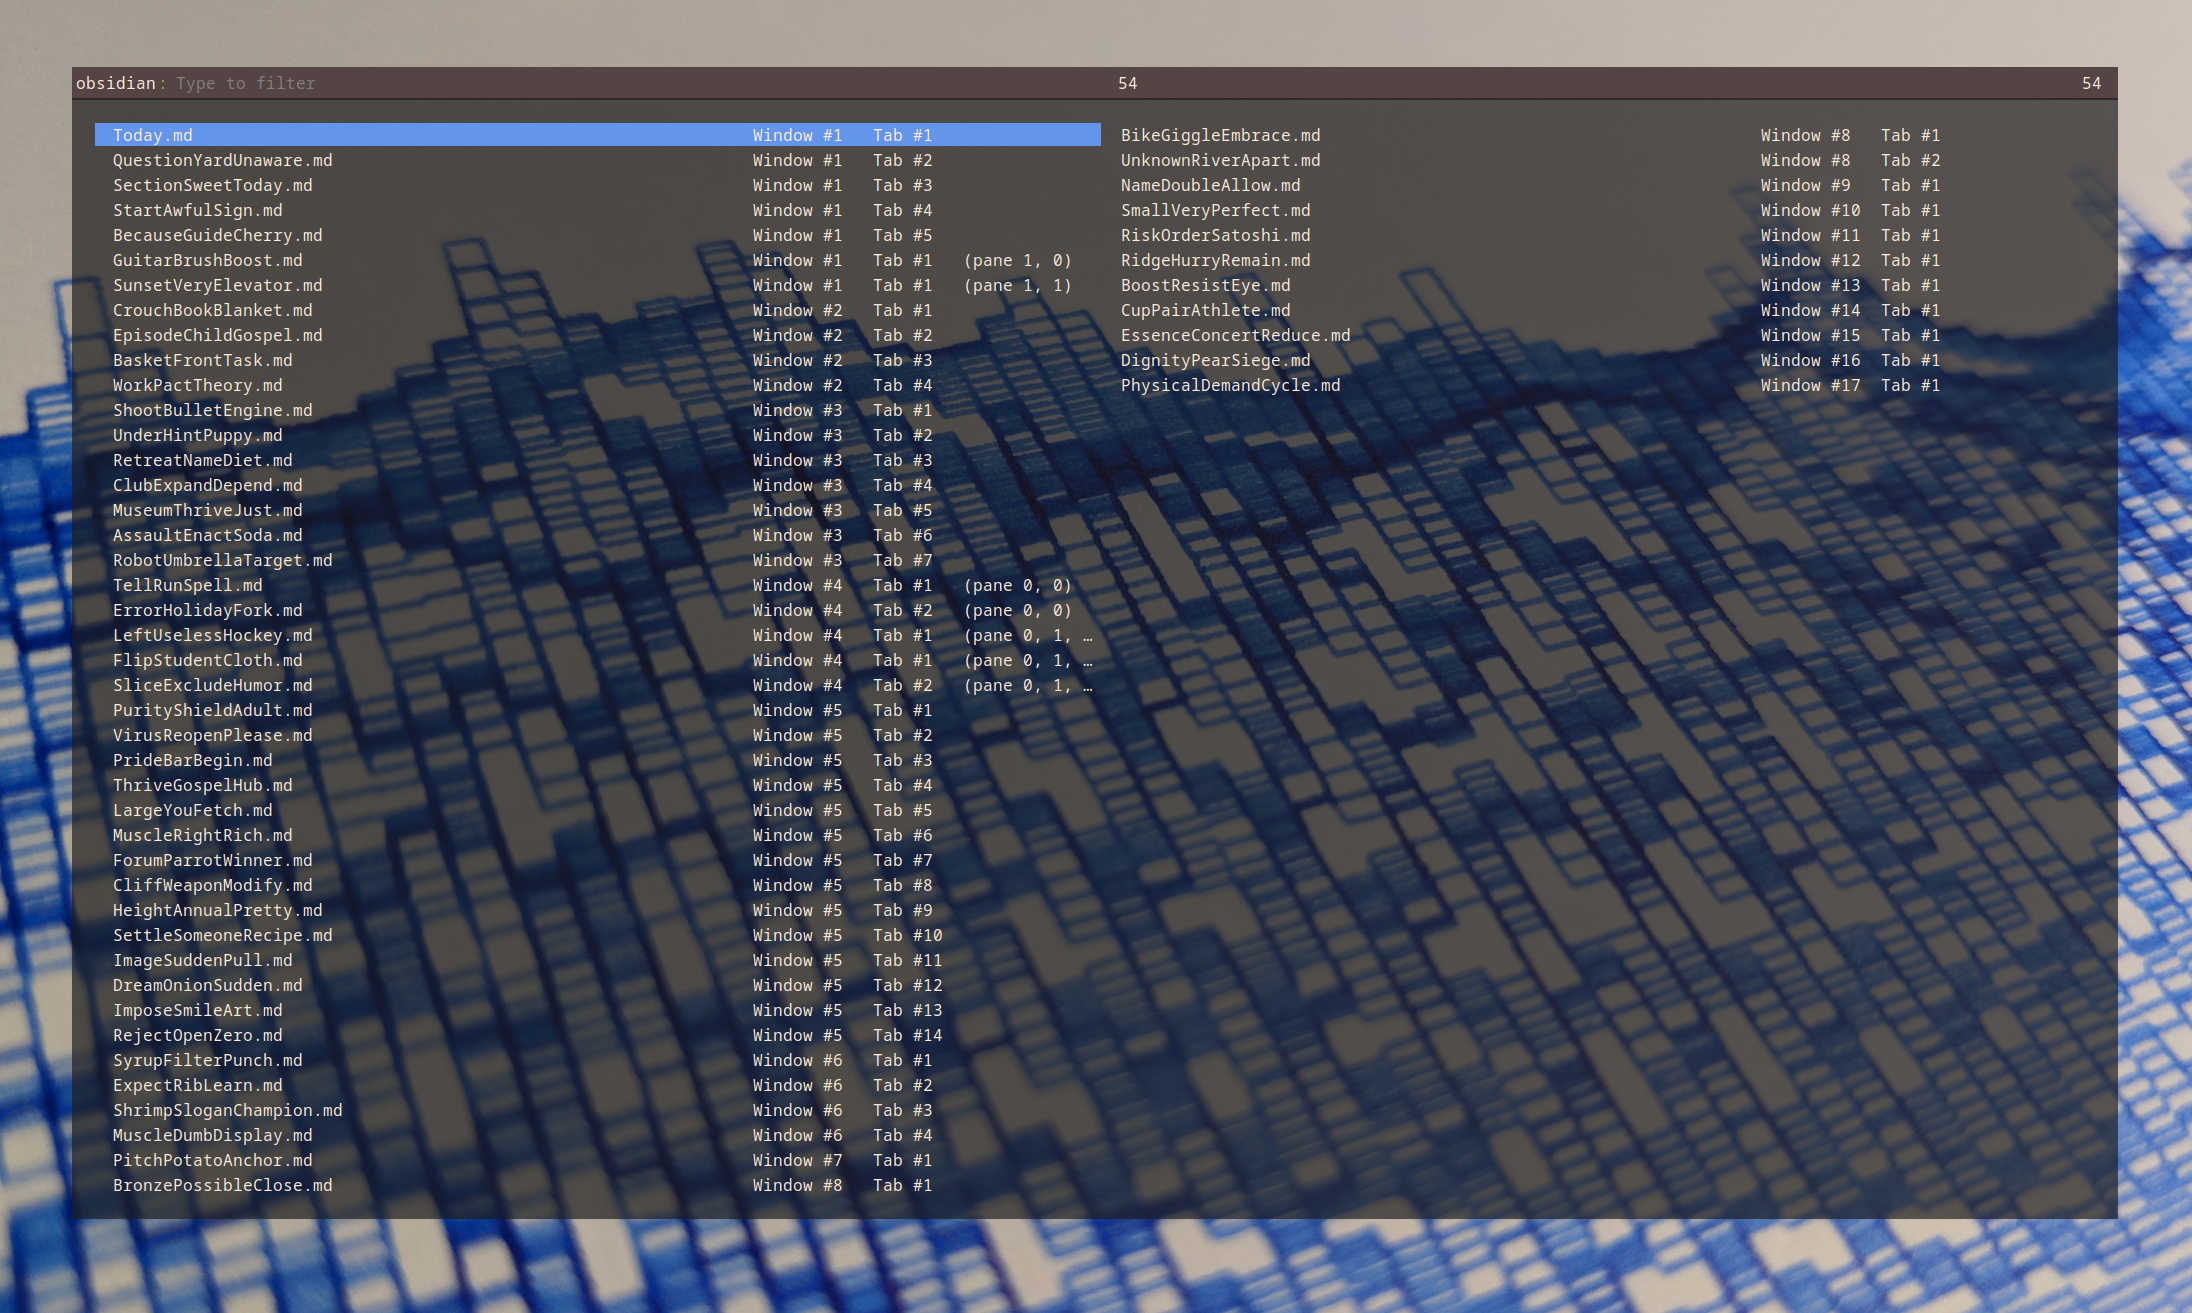 obsidian: Type to filter 54 54
Today.md Window #1 Tab #1
QuestionYardUnaware.md Window #1 Tab #2
SectionSweetToday.md Window #1 Tab #3
StartAwfulSign.md Window #1 Tab #4
BecauseGuideCherry.md Window #1 Tab #5
GuitarBrushBoost.md Window #1 Tab #1 (pane 1, 0)
SunsetVeryElevator.md Window #1 Tab #1 (pane 1, 1)
CrouchBookBlanket.md Window #2 Tab #1
EpisodeChildGospel.md Window #2 Tab #2
BasketFrontTask.md Window #2 Tab #3
WorkPactTheory.md Window #2 Tab #4
ShootBulletEngine.md Window #3 Tab #1
UnderHintPuppy.md Window #3 Tab #2
RetreatNameDiet.md Window #3 Tab #3
ClubExpandDepend.md Window #3 Tab #4
MuseumThriveJust.md Window #3 Tab #5
AssaultEnactSoda.md Window #3 Tab #6
RobotUmbrellaTarget.md Window #3 Tab #7
TellRunSpell.md Window #4 Tab #1 (pane 0, 0)
ErrorHolidayFork.md Window #4 Tab #2 (pane 0, 0)
LeftUselessHockey.md Window #4 Tab #1 (pane 0, 1, …
FlipStudentCloth.md Window #4 Tab #1 (pane 0, 1, …
SliceExcludeHumor.md Window #4 Tab #2 (pane 0, 1, …
PurityShieldAdult.md Window #5 Tab #1
VirusReopenPlease.md Window #5 Tab #2
PrideBarBegin.md Window #5 Tab #3
ThriveGospelHub.md Window #5 Tab #4
LargeYouFetch.md Window #5 Tab #5
MuscleRightRich.md Window #5 Tab #6
ForumParrotWinner.md Window #5 Tab #7
CliffWeaponModify.md Window #5 Tab #8
HeightAnnualPretty.md Window #5 Tab #9
SettleSomeoneRecipe.md Window #5 Tab #10
ImageSuddenPull.md Window #5 Tab #11
DreamOnionSudden.md Window #5 Tab #12
ImposeSmileArt.md Window #5 Tab #13
RejectOpenZero.md Window #5 Tab #14
SyrupFilterPunch.md Window #6 Tab #1
ExpectRibLearn.md Window #6 Tab #2
ShrimpSloganChampion.md Window #6 Tab #3
MuscleDumbDisplay.md Window #6 Tab #4
PitchPotatoAnchor.md Window #7 Tab #1
BronzePossibleClose.md Window #8 Tab #1
BikeGiggleEmbrace.md Window #8 Tab #1
UnknownRiverApart.md Window #8 Tab #2
NameDoubleAllow.md Window #9 Tab #1
SmallVeryPerfect.md Window #10 Tab #1
RiskOrderSatoshi.md Window #11 Tab #1
RidgeHurryRemain.md Window #12 Tab #1
BoostResistEye.md Window #13 Tab #1
CupPairAthlete.md Window #14 Tab #1
EssenceConcertReduce.md Window #15 Tab #1
DignityPearSiege.md Window #16 Tab #1
PhysicalDemandCycle.md Window #17 Tab #1